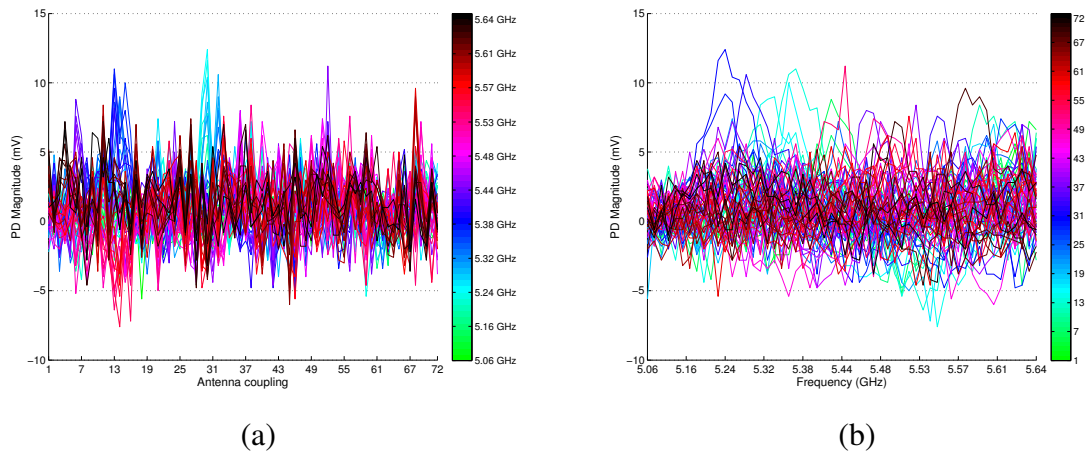 15
10
5
0
−5
−10
PD Magnitude (mV)
1 7 13 19 25 31 37 43 49 55 61 67 72
Antenna coupling
5.64 GHz
5.61 GHz
5.57 GHz
5.53 GHz
5.48 GHz
5.44 GHz
5.38 GHz
5.32 GHz
5.24 GHz
5.16 GHz
5.06 GHz
(a)
15
10
5
0
−5
−10
PD Magnitude (mV)
5.06 5.16 5.24 5.32 5.38 5.44 5.48 5.53 5.57 5.61 5.64
Frequency (GHz)
72
67
61
55
49
43
37
31
25
19
13
7
1
(b)